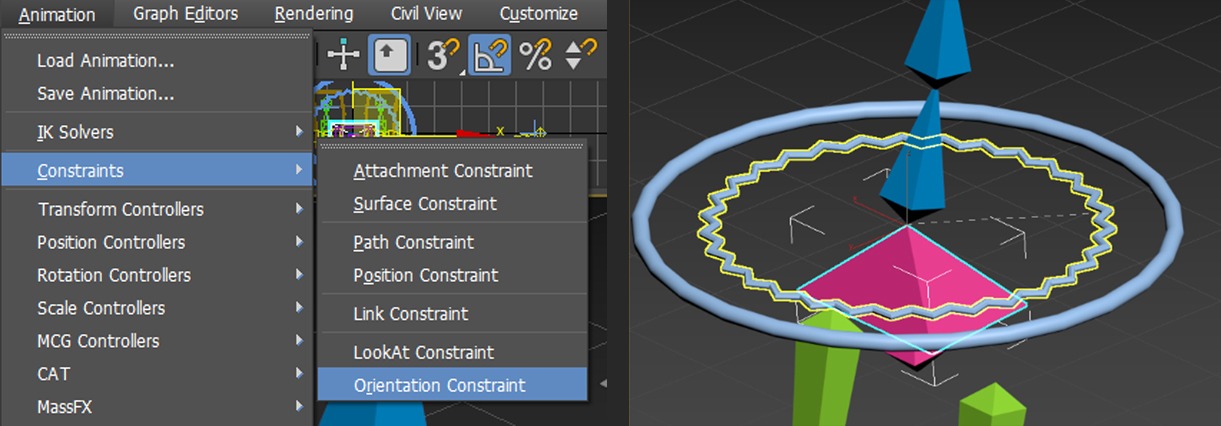 Animation Graph Editors Rendering Civil View Customize
Load Animation...
Save Animation...
IK Solvers
Constraints
Transform Controllers
Position Controllers
Rotation Controllers
Scale Controllers
MCG Controllers
CAT
MassFX
3
%
x
Attachment Constraint
Surface Constraint
Path Constraint
Position Constraint
Link Constraint
LookAt Constraint
Orientation Constraint